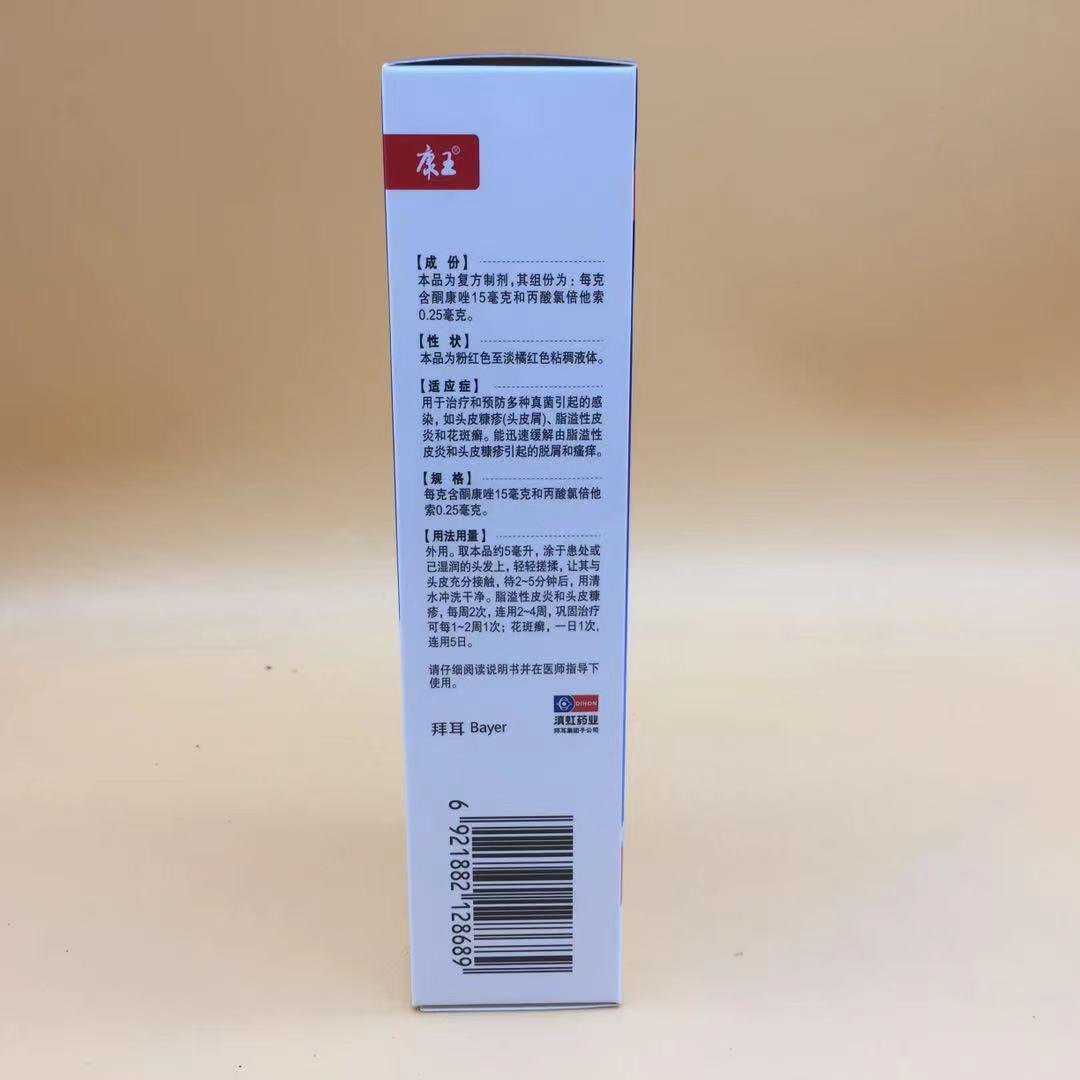 康王®
【成 份】
本品为复方制剂,其组份为:每克
含酮康唑15毫克和丙酸氯倍他索
0.25毫克。
【性 状】
本品为粉红色至淡橘红色粘稠液体。
【适应症】
用于治疗和预防多种真菌引起的感
染,如头皮糠疹(头皮屑)、脂溢性皮
炎和花斑癣。能迅速缓解由脂溢性
皮炎和头皮糠疹引起的脱屑和瘙痒。
【规 格】
每克含酮康唑15毫克和丙酸氯倍他
索0.25毫克。
【用法用量】
外用。取本品约5毫升,涂于患处或
已湿润的头发上,轻轻搓揉,让其与
头皮充分接触,待2~5分钟后,用清
水冲洗干净。脂溢性皮炎和头皮糠
疹,每周2次,连用2~4周,巩固治疗
可每1~2周1次;花斑癣,一日1次,
连用5日。
请仔细阅读说明书并在医师指导下
使用。
DIHON
滇虹药业
拜耳集团子公司
拜耳 Bayer
6 921882 128689